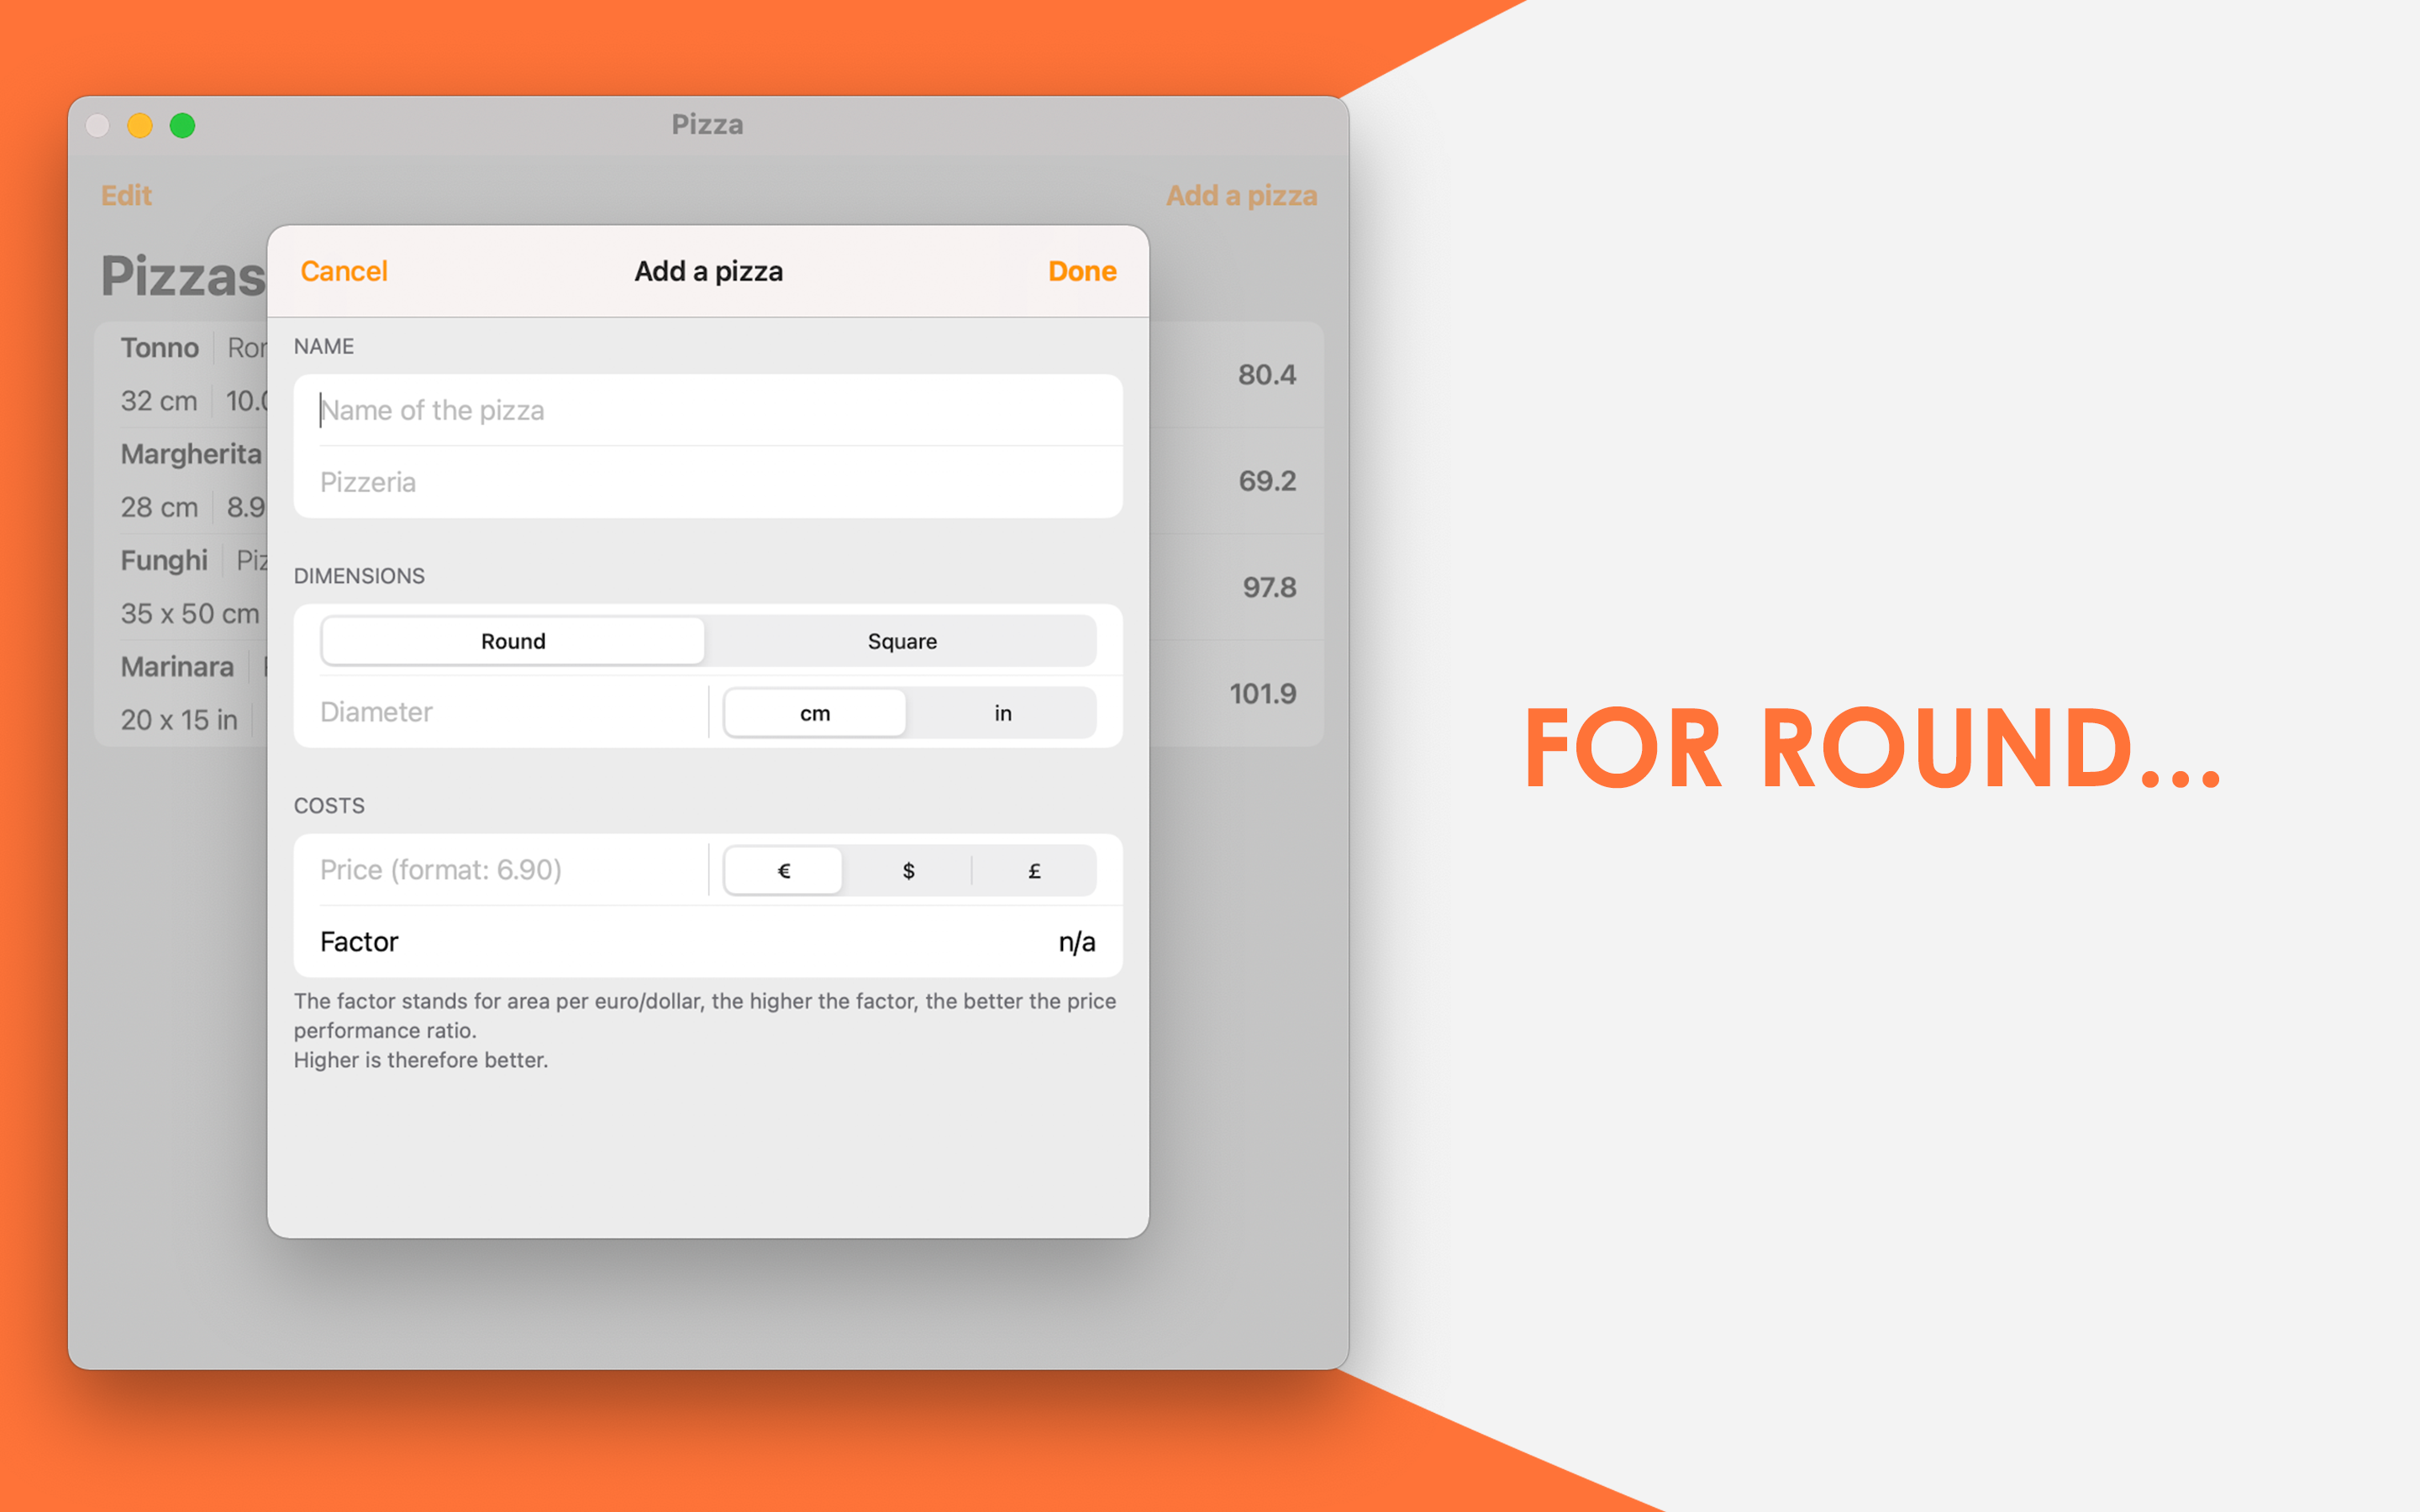 Pizza
Edit
Add a pizza
Pizzas
Cancel
Add a pizza
Done
Tonno
80.4
32 cm
Margherita
69.2
28 cm
8.9
Funghi
97.8
35 x 50 cm
Marinara
101.9
20 x 15 in
NAME
Name of the pizza
Pizzeria
DIMENSIONS
Round
Square
Diameter
cm
in
COSTS
Price (format: 6.90)
€
$
£
Factor
n/a
The factor stands for area per euro/dollar, the higher the factor, the better the price
performance ratio.
Higher is therefore better.
FOR ROUND...